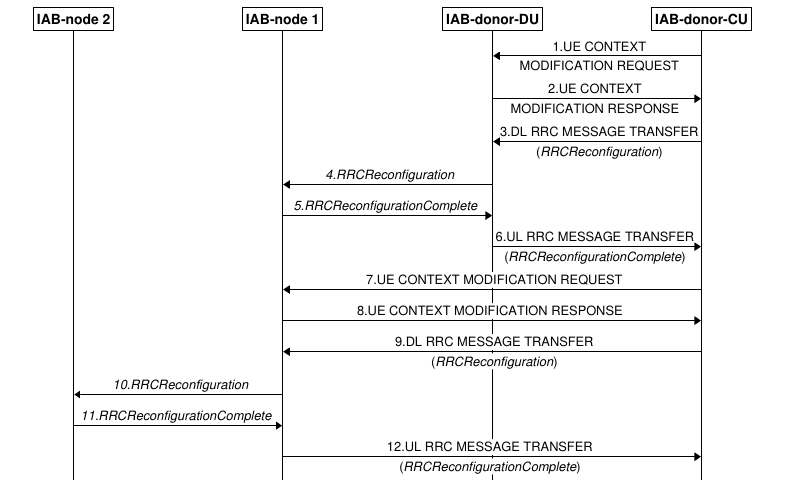 IAB-node 2
IAB-node 1
IAB-donor-DU
IAB-donor-CU
1.UE CONTEXT
MODIFICATION REQUEST
2.UE CONTEXT
MODIFICATION RESPONSE
3.DL RRC MESSAGE TRANSFER
(RRCReconfiguration)
4.RRCReconfiguration
5.RRCReconfigurationComplete
6.UL RRC MESSAGE TRANSFER
(RRCReconfigurationComplete)
7.UE CONTEXT MODIFICATION REQUEST
8.UE CONTEXT MODIFICATION RESPONSE
9.DL RRC MESSAGE TRANSFER
(RRCReconfiguration)
10.RRCReconfiguration
11.RRCReconfigurationComplete
12.UL RRC MESSAGE TRANSFER
(RRCReconfigurationComplete)